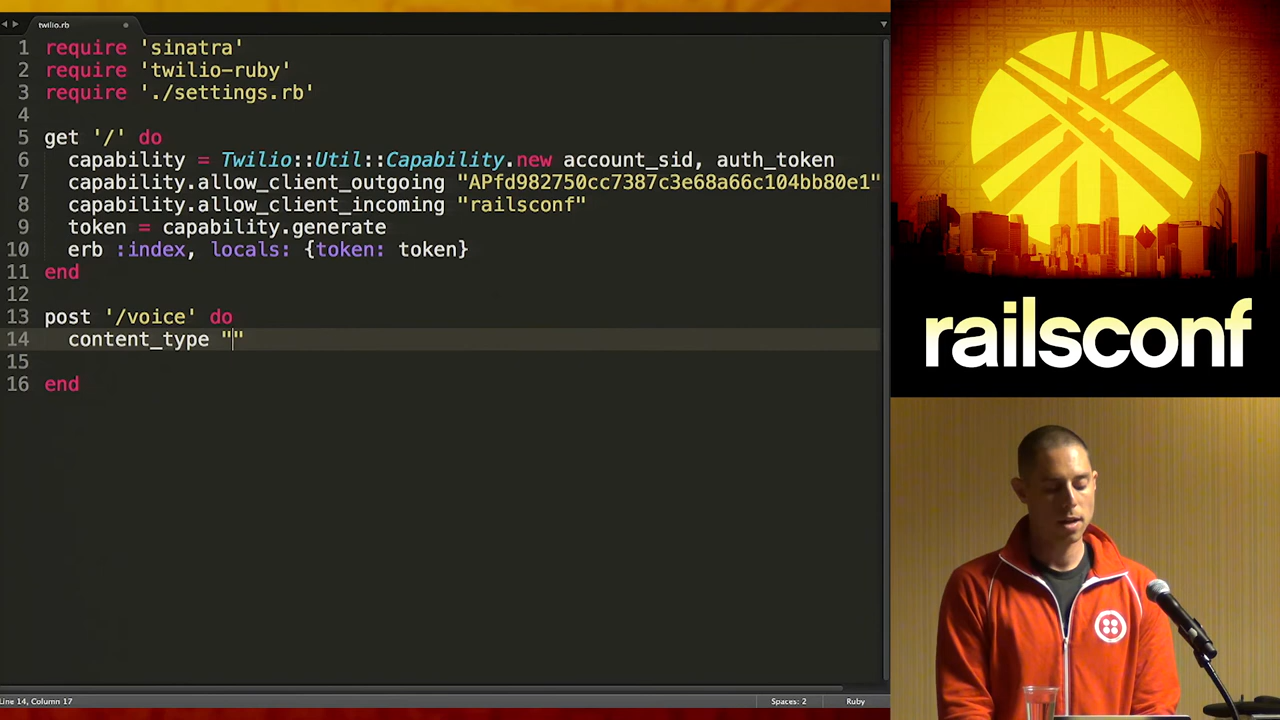 twilio.rb
1 require 'sinatra'
2 require 'twilio-ruby'
3 require './settings.rb'
4
5 get '/' do
6 capability = Twilio::Util::Capability.new account_sid, auth_token
7 capability.allow_client_outgoing "APfd982750cc7387c3e68a66c104bb80e1"
8 capability.allow_client_incoming "railsconf"
9 token = capability.generate
10 erb :index, locals: {token: token}
11 end
12
13 post '/voice' do
14 content_type ""
15
16 end
Line 14, Column 17
Spaces: 2
Ruby
railsconf